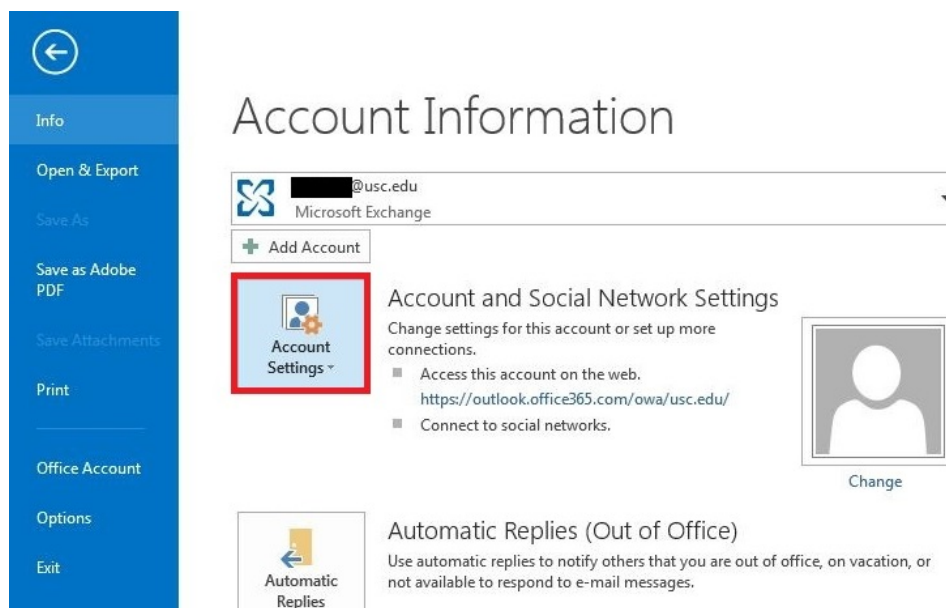 Info
Open & Export
Save As
Save as Adobe
PDF
Save Attachments
Print
Office Account
Options
Exit
Account Information
@usc.edu
Microsoft Exchange
Add Account
Account
Settings
Account and Social Network Settings
Change settings for this account or set up more
connections.
Access this account on the web.
https://outlook.office365.com/owa/usc.edu/
Connect to social networks.
Change
Automatic
Replies
Automatic Replies (Out of Office)
Use automatic replies to notify others that you are out of office, on vacation, or
not available to respond to e-mail messages.